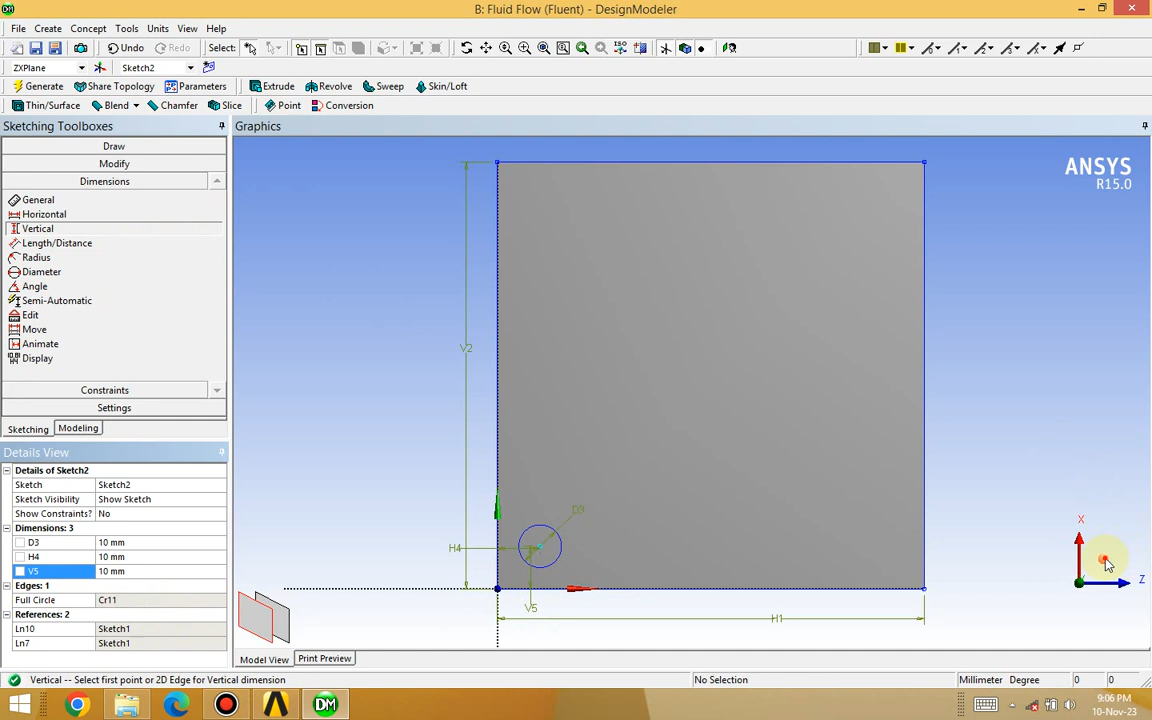 B: Fluid Flow (Fluent) - DesignModeler
File Create Concept Tools Units View Help
Undo Redo Select:
ZXPlane Sketch2
Generate Share Topology Parameters Extrude Revolve Sweep Skin/Loft
Thin/Surface Blend Chamfer Slice Point Conversion
Sketching Toolboxes
Draw
Modify
Dimensions
General
Horizontal
Vertical
Length/Distance
Radius
Diameter
Angle
Semi-Automatic
Edit
Move
Animate
Display
Constraints
Settings
Sketching Modeling
Details View
Details of Sketch2
Sketch Sketch2
Sketch Visibility Show Sketch
Show Constraints? No
Dimensions: 3
D3 10 mm
H4 10 mm
V5 10 mm
Edges: 1
Full Circle Cr11
References: 2
Ln10 Sketch1
Ln7 Sketch1
Graphics
ANSYS
R15.0
V2
D3
H4
V5
H1
X
Z
Model View Print Preview
Vertical -- Select first point or 2D Edge for Vertical dimension
No Selection
Millimeter Degree 0 0
DM
DM
9:06 PM
10-Nov-23